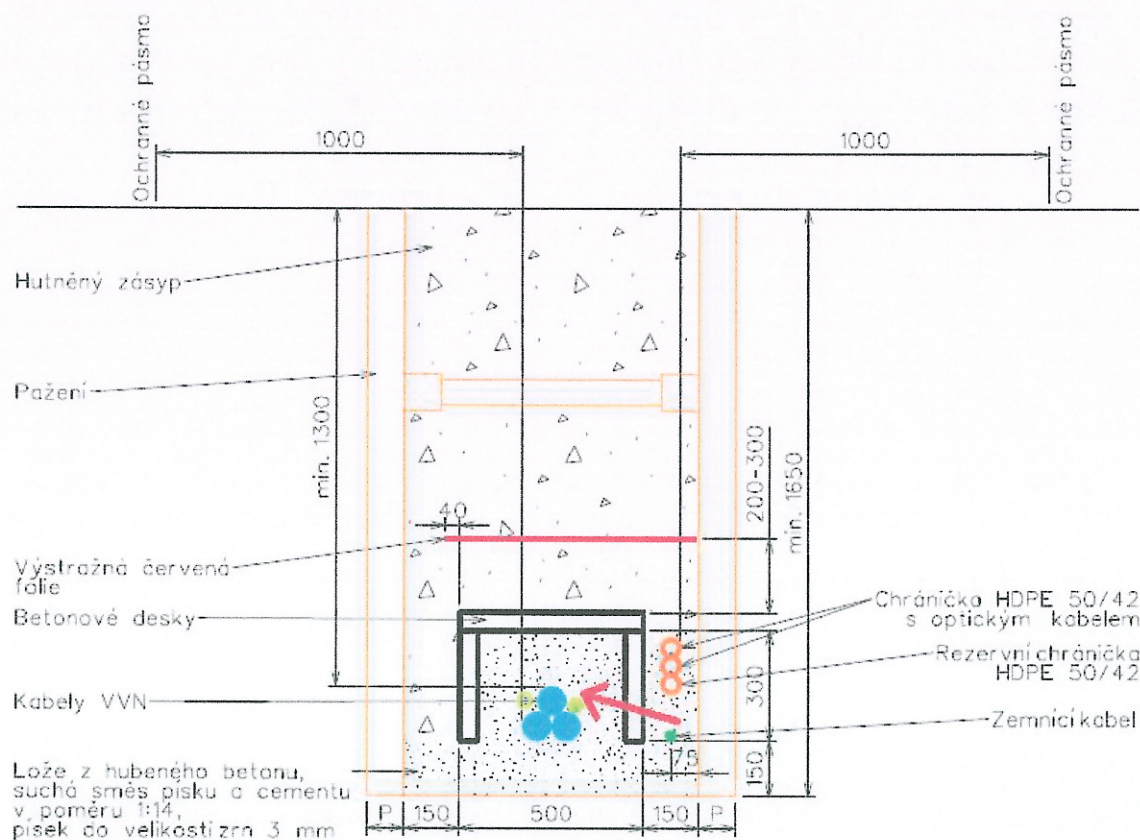 Ochranné pásmo
Ochranné pásmo
1000
1000
Hutněný zásyp
Pažení
min. 1300
200-300
min. 1650
40
Výstražná červená
fólie
Betonové desky
Chránička HDPE 50/42
s optickým kabelem
Rezervní chránička
HDPE 50/42
300
Kabely VVN
Zemnící kabel
75
150
Lože z hubeného betonu,
suchá směs písku a cementu
v poměru 1:14,
písek do velikosti zrn 3 mm
P
150
500
150
P